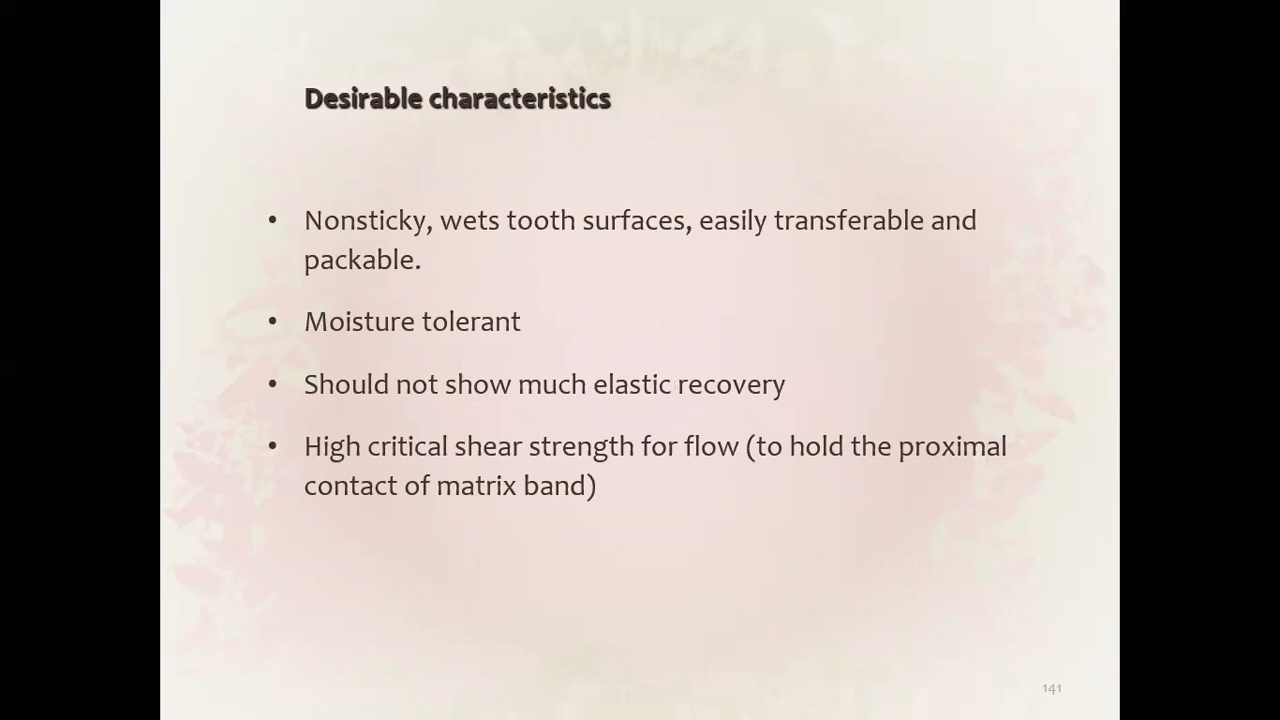 Desirable characteristics
• Nonsticky, wets tooth surfaces, easily transferable and
packable.
• Moisture tolerant
• Should not show much elastic recovery
• High critical shear strength for flow (to hold the proximal
contact of matrix band)
141